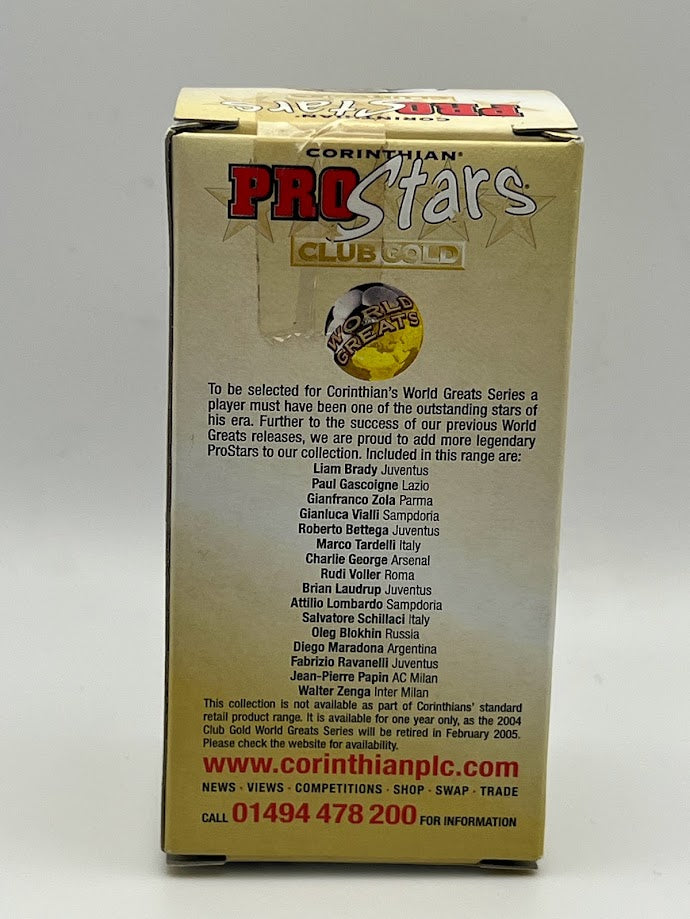 PROStars
CORINTHIAN
CORINTHIAN®
PROStars
CLUB GOLD
WORLD
GREATS
To be selected for Corinthian's World Greats Series a
player must have been one of the outstanding stars of
his era. Further to the success of our previous World
Greats releases, we are proud to add more legendary
ProStars to our collection. Included in this range are:
Liam Brady Juventus
Paul Gascoigne Lazio
Gianfranco Zola Parma
Gianluca Vialli Sampdoria
Roberto Bettega Juventus
Marco Tardelli Italy
Charlie George Arsenal
Rudi Voller Roma
Brian Laudrup Juventus
Attilio Lombardo Sampdoria
Salvatore Schillaci Italy
Oleg Blokhin Russia
Diego Maradona Argentina
Fabrizio Ravanelli Juventus
Jean-Pierre Papin AC Milan
Walter Zenga Inter Milan
This collection is not available as part of Corinthians' standard
retail product range. It is available for one year only, as the 2004
Club Gold World Greats Series will be retired in February 2005.
Please check the website for availability.
www.corinthianplc.com
NEWS · VIEWS · COMPETITIONS · SHOP · SWAP · TRADE
CALL 01494 478 200 FOR INFORMATION